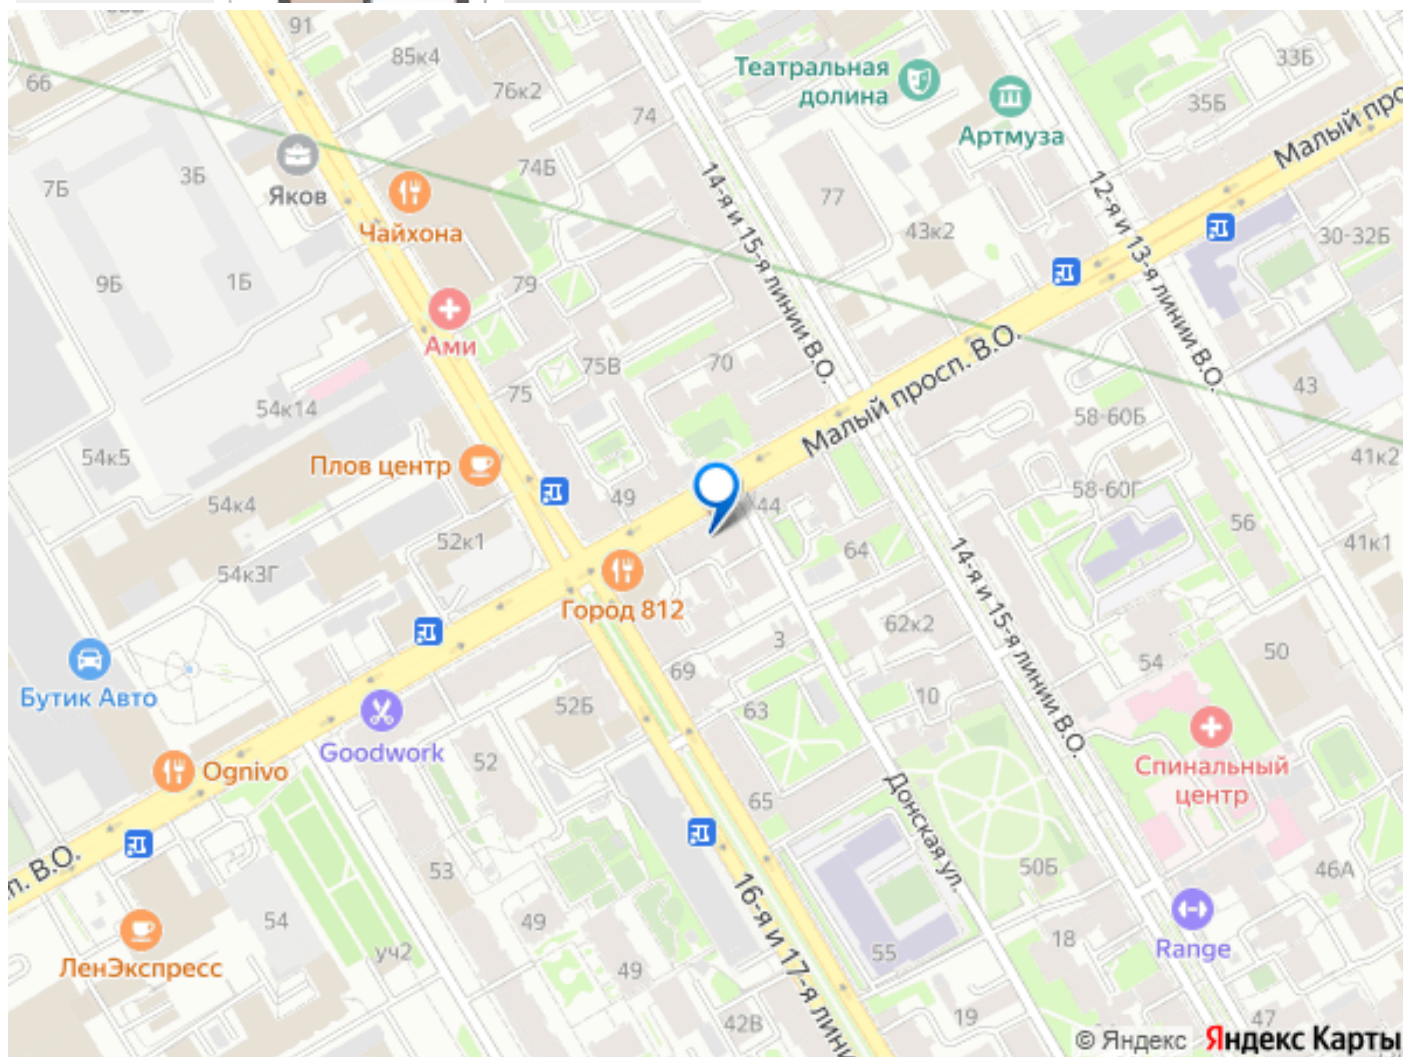 91
85к4
66
76к2
Театральная
долина
33Б
35Б
74
Артмуза
Малый прос
Яков
7Б
3Б
74Б
14-я и 15-я линии В.О.
77
12-я и 13-я линии В.О.
Чайхона
43к2
30-32Б
9Б
1Б
79
Ами
75В
70
Малый просп. В.О.
75
43
54к14
58-60Б
54к5
Плов центр
41к2
54к4
49
44
58-60Г
56
52к1
64
14-я и 15-я линии В.О.
41к1
54к3Г
Город 812
62к2
3
54
50
69
10
Бутик Авто
52Б
63
Goodwork
52
Ognivo
Спинальный
центр
65
Донская ул.
п. В.О.
53
50Б
46А
16-я и 17-я лини
54
49
18
Range
уч2
55
ЛенЭкспресс
49
42В
19
47
© Яндекс Яндекс Карты